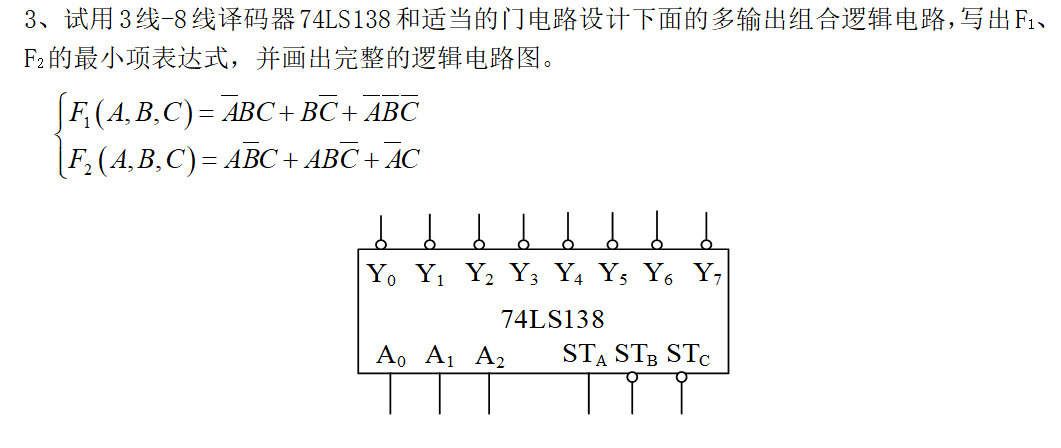 3、试用3线-8线译码器74LS138和适当的门电路设计下面的多输出组合逻辑电路，写出F₁、
F₂的最小项表达式，并画出完整的逻辑电路图。
F₁(A,B,C)=A̅BC+BC̅+A̅B̅C̅
F₂(A,B,C)=AB̅C+ABC̅+A̅C
Y₀ Y₁ Y₂ Y₃ Y₄ Y₅ Y₆ Y₇
74LS138
A₀ A₁ A₂ ST_A ST_B ST_C